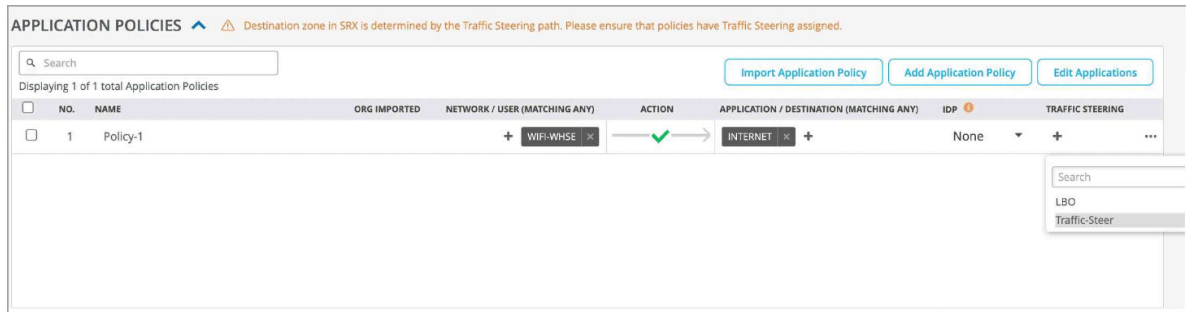 APPLICATION POLICIES Destination zone in SRX is determined by the Traffic Steering path. Please ensure that policies have Traffic Steering assigned.
Search
Displaying 1 of 1 total Application Policies
Import Application Policy Add Application Policy Edit Applications
NO. NAME ORG IMPORTED NETWORK / USER (MATCHING ANY) ACTION APPLICATION / DESTINATION (MATCHING ANY) IDP TRAFFIC STEERING
1 Policy-1 + WIFI-WHSE × INTERNET × + None + ...
Search
LBO
Traffic-Steer